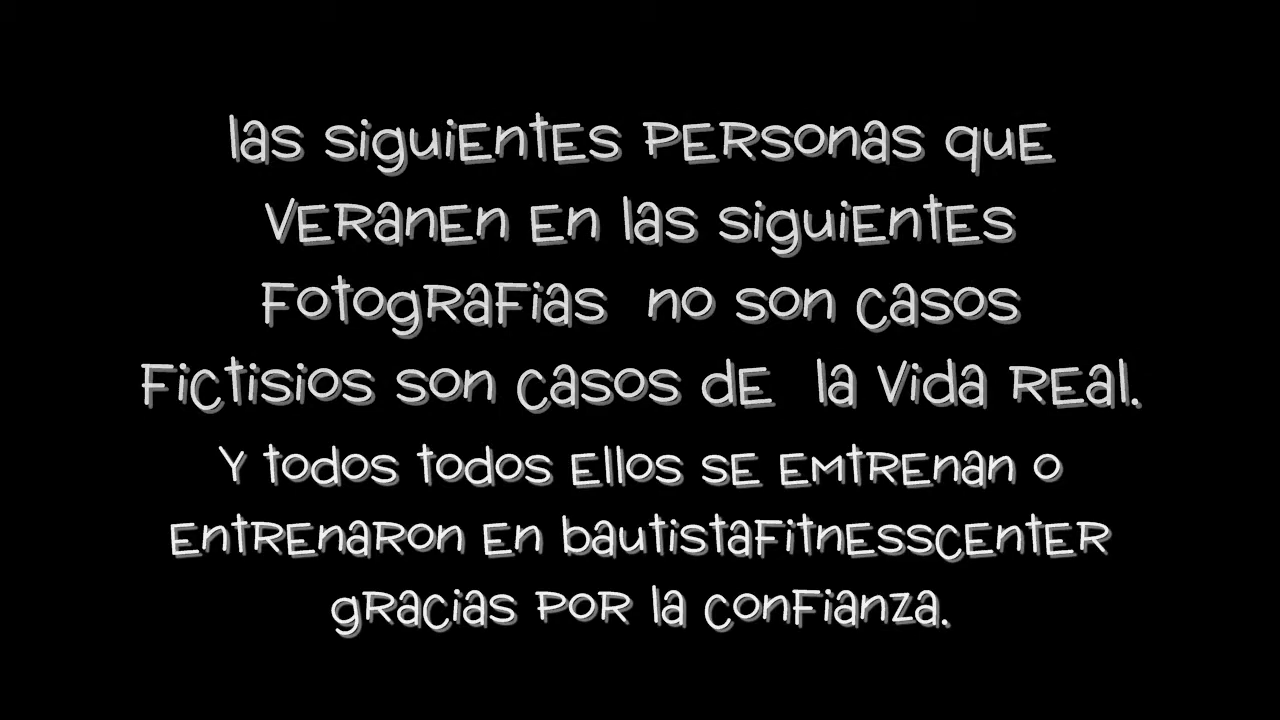 las siguientes personas que
veranen en las siguientes
fotografias no son casos
fictisios son casos de la vida real.
Y todos todos ellos se emtrenan o
entrenaron en bautistafitnesscenter
gracias por la confianza.